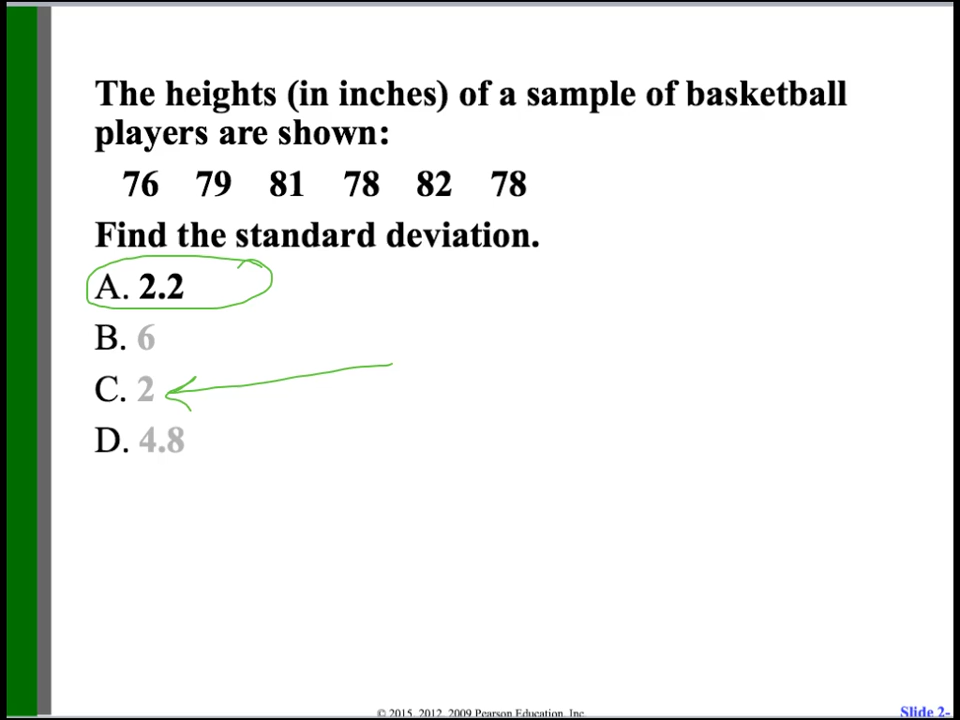 The heights (in inches) of a sample of basketball
players are shown:
76 79 81 78 82 78
Find the standard deviation.
A. 2.2
B. 6
C. 2
D. 4.8
© 2015, 2012, 2009 Pearson Education, Inc.
Slide 2-